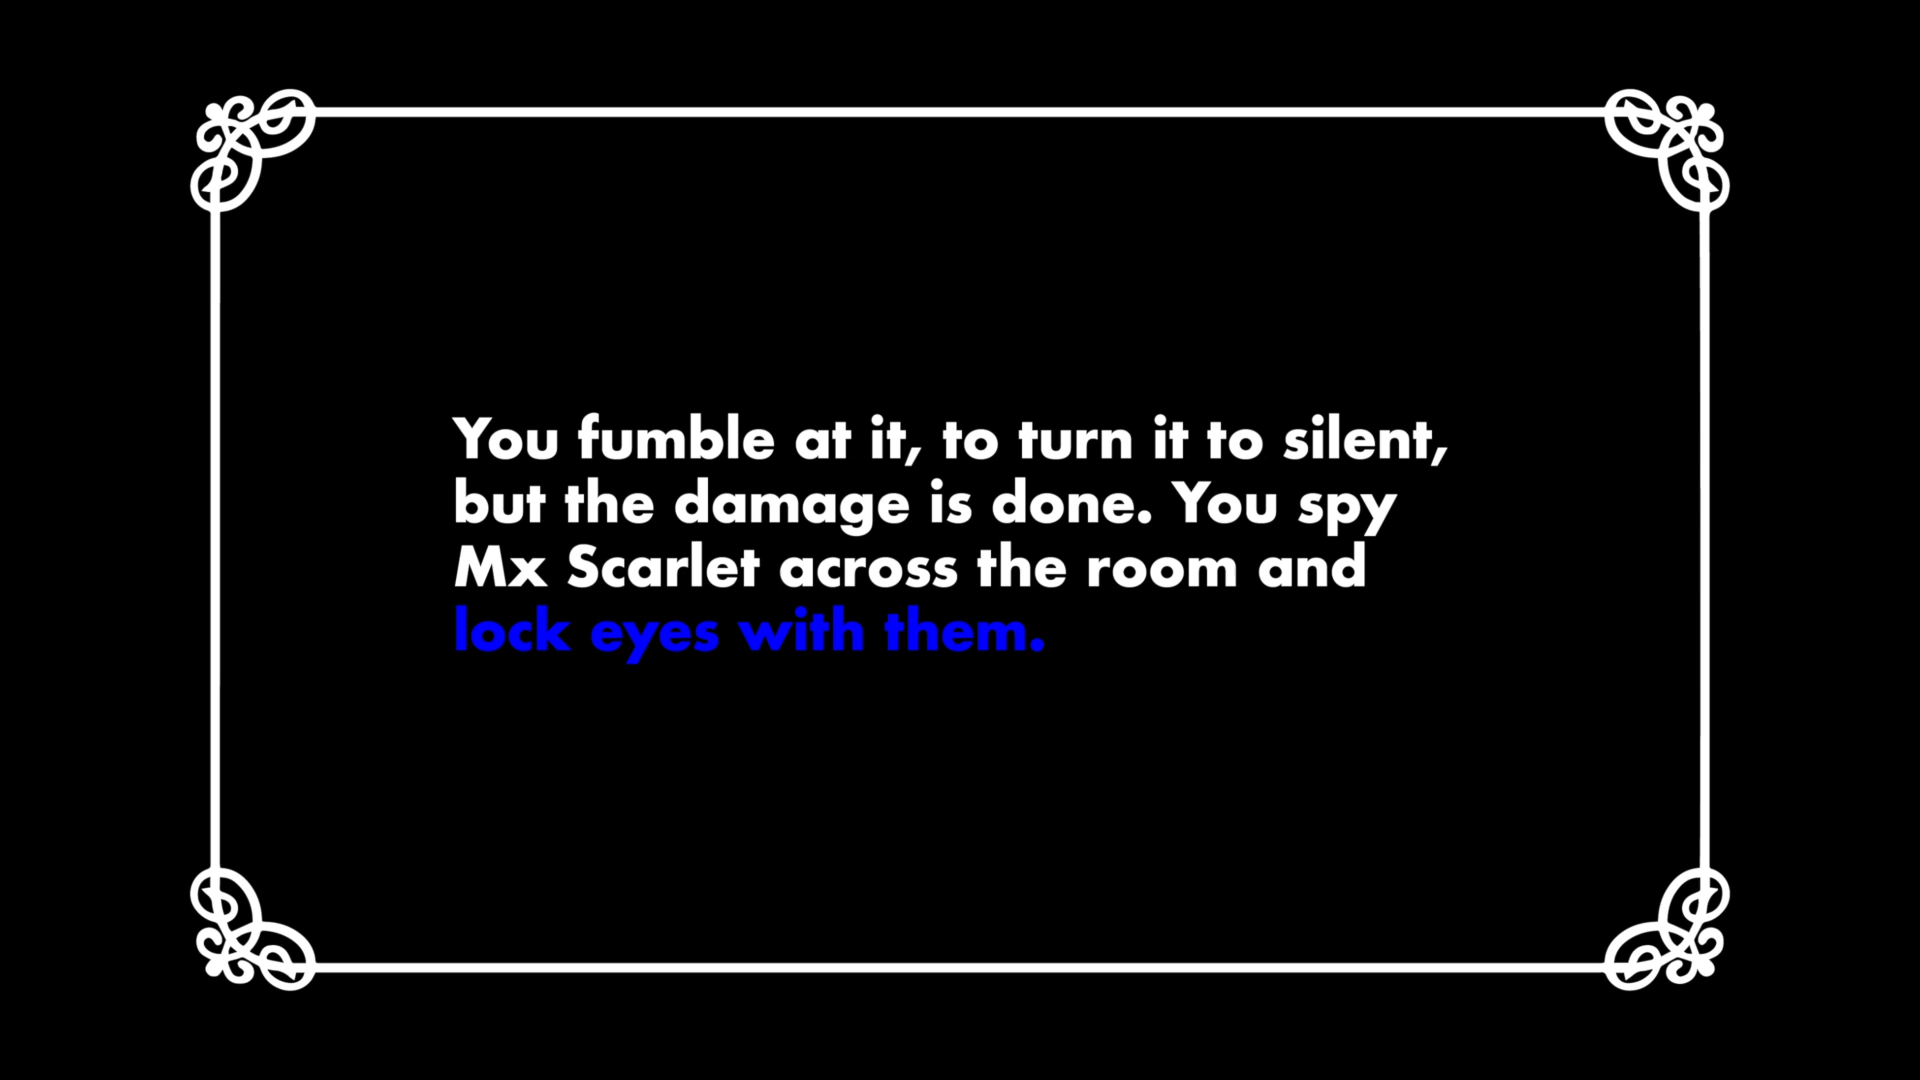 You fumble at it, to turn it to silent,
but the damage is done. You spy
Mx Scarlet across the room and
lock eyes with them.